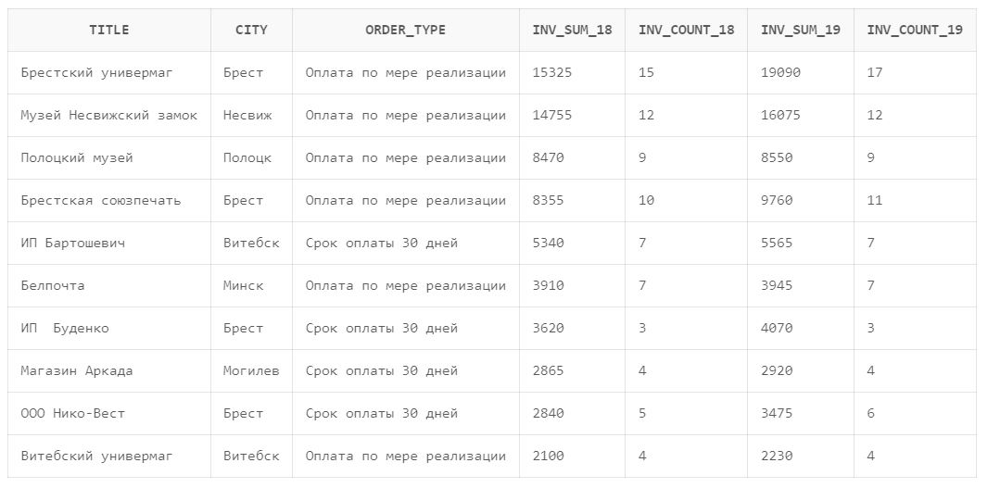 TITLE CITY ORDER_TYPE INV_SUM_18 INV_COUNT_18 INV_SUM_19 INV_COUNT_19
Брестский универмаг Брест Оплата по мере реализации 15325 15 19090 17
Музей Несвижский замок Несвиж Оплата по мере реализации 14755 12 16075 12
Полоцкий музей Полоцк Оплата по мере реализации 8470 9 8550 9
Брестская союзпечать Брест Оплата по мере реализации 8355 10 9760 11
ИП Бартошевич Витебск Срок оплаты 30 дней 5340 7 5565 7
Белпочта Минск Оплата по мере реализации 3910 7 3945 7
ИП  Буденко Брест Срок оплаты 30 дней 3620 3 4070 3
Магазин Аркада Могилев Срок оплаты 30 дней 2865 4 2920 4
ООО Нико-Вест Брест Срок оплаты 30 дней 2840 5 3475 6
Витебский универмаг Витебск Оплата по мере реализации 2100 4 2230 4